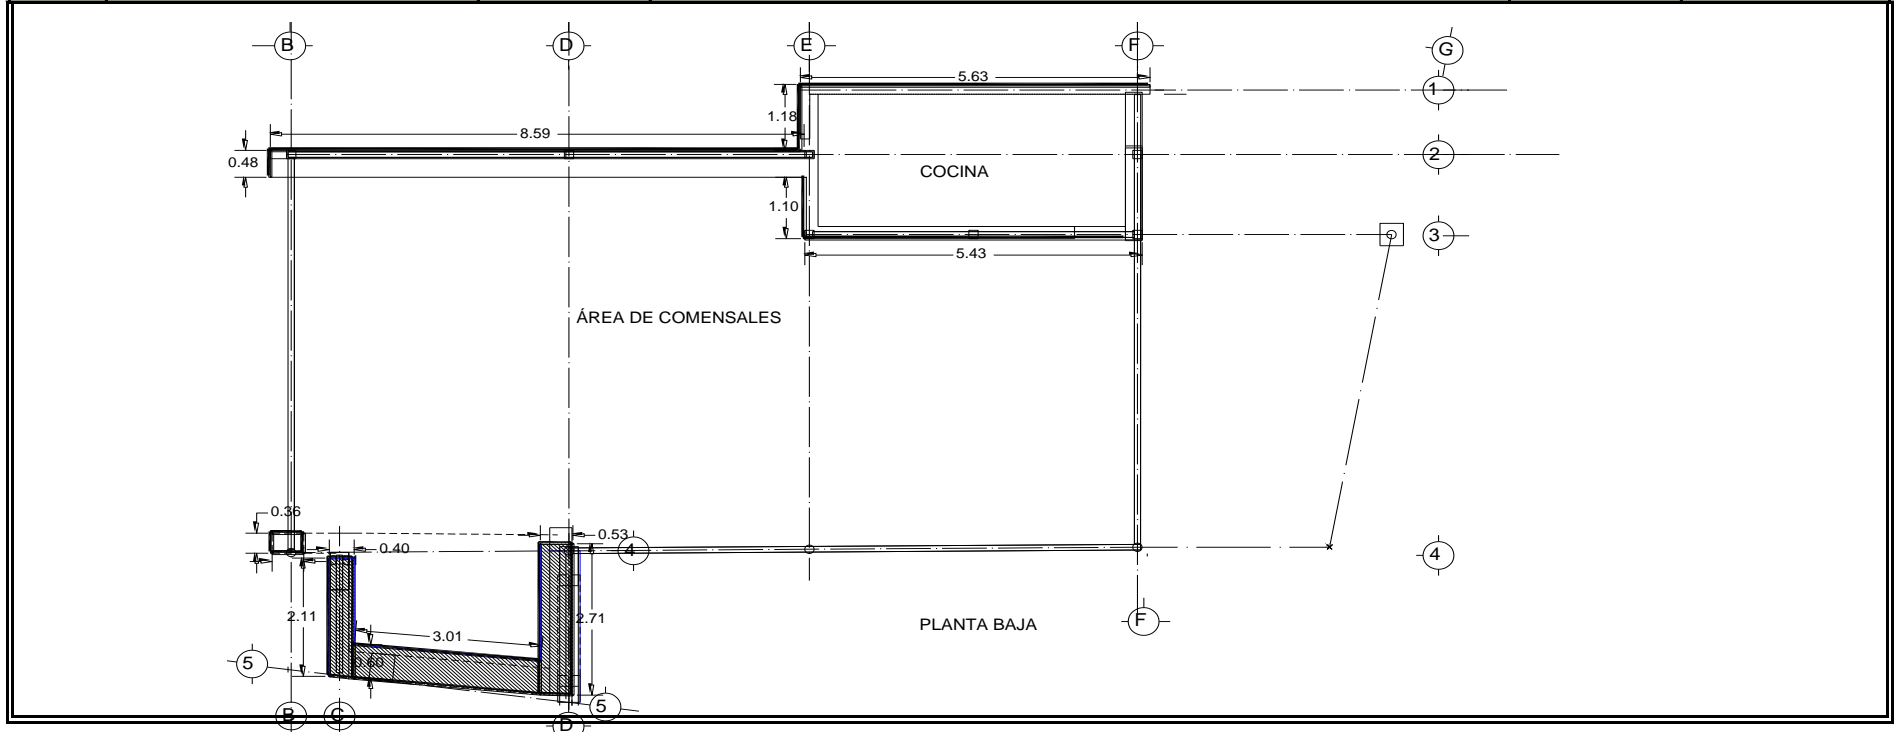 B
D
E
F
G
5.63
1
1.18
8.59
0.48
2
COCINA
1.10
3
5.43
ÁREA DE COMENSALES
0.36
0.53
0.40
4
4
2.11
2.71
PLANTA BAJA
F
3.01
0.60
5
5
B
C
D